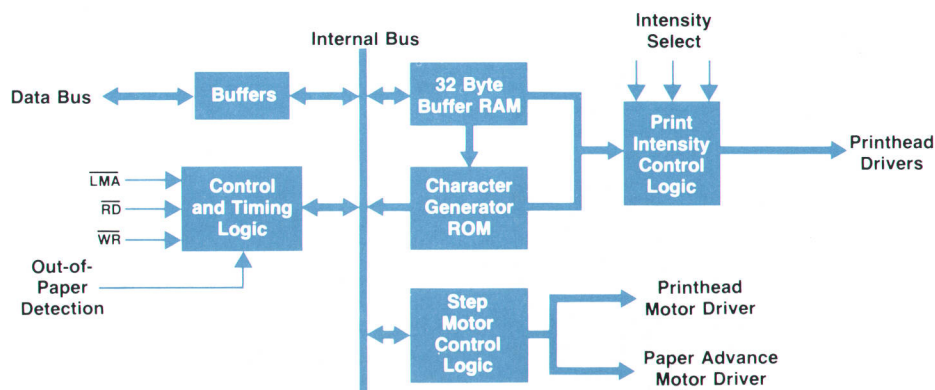 Intensity
Select
Internal Bus
Data Bus
Buffers
32 Byte
Buffer RAM
Print
Intensity
Control
Logic
Printhead
Drivers
LMA
RD
WR
Control
and Timing
Logic
Character
Generator
ROM
Out-of-
Paper
Detection
Step
Motor
Control
Logic
Printhead
Motor Driver
Paper Advance
Motor Driver